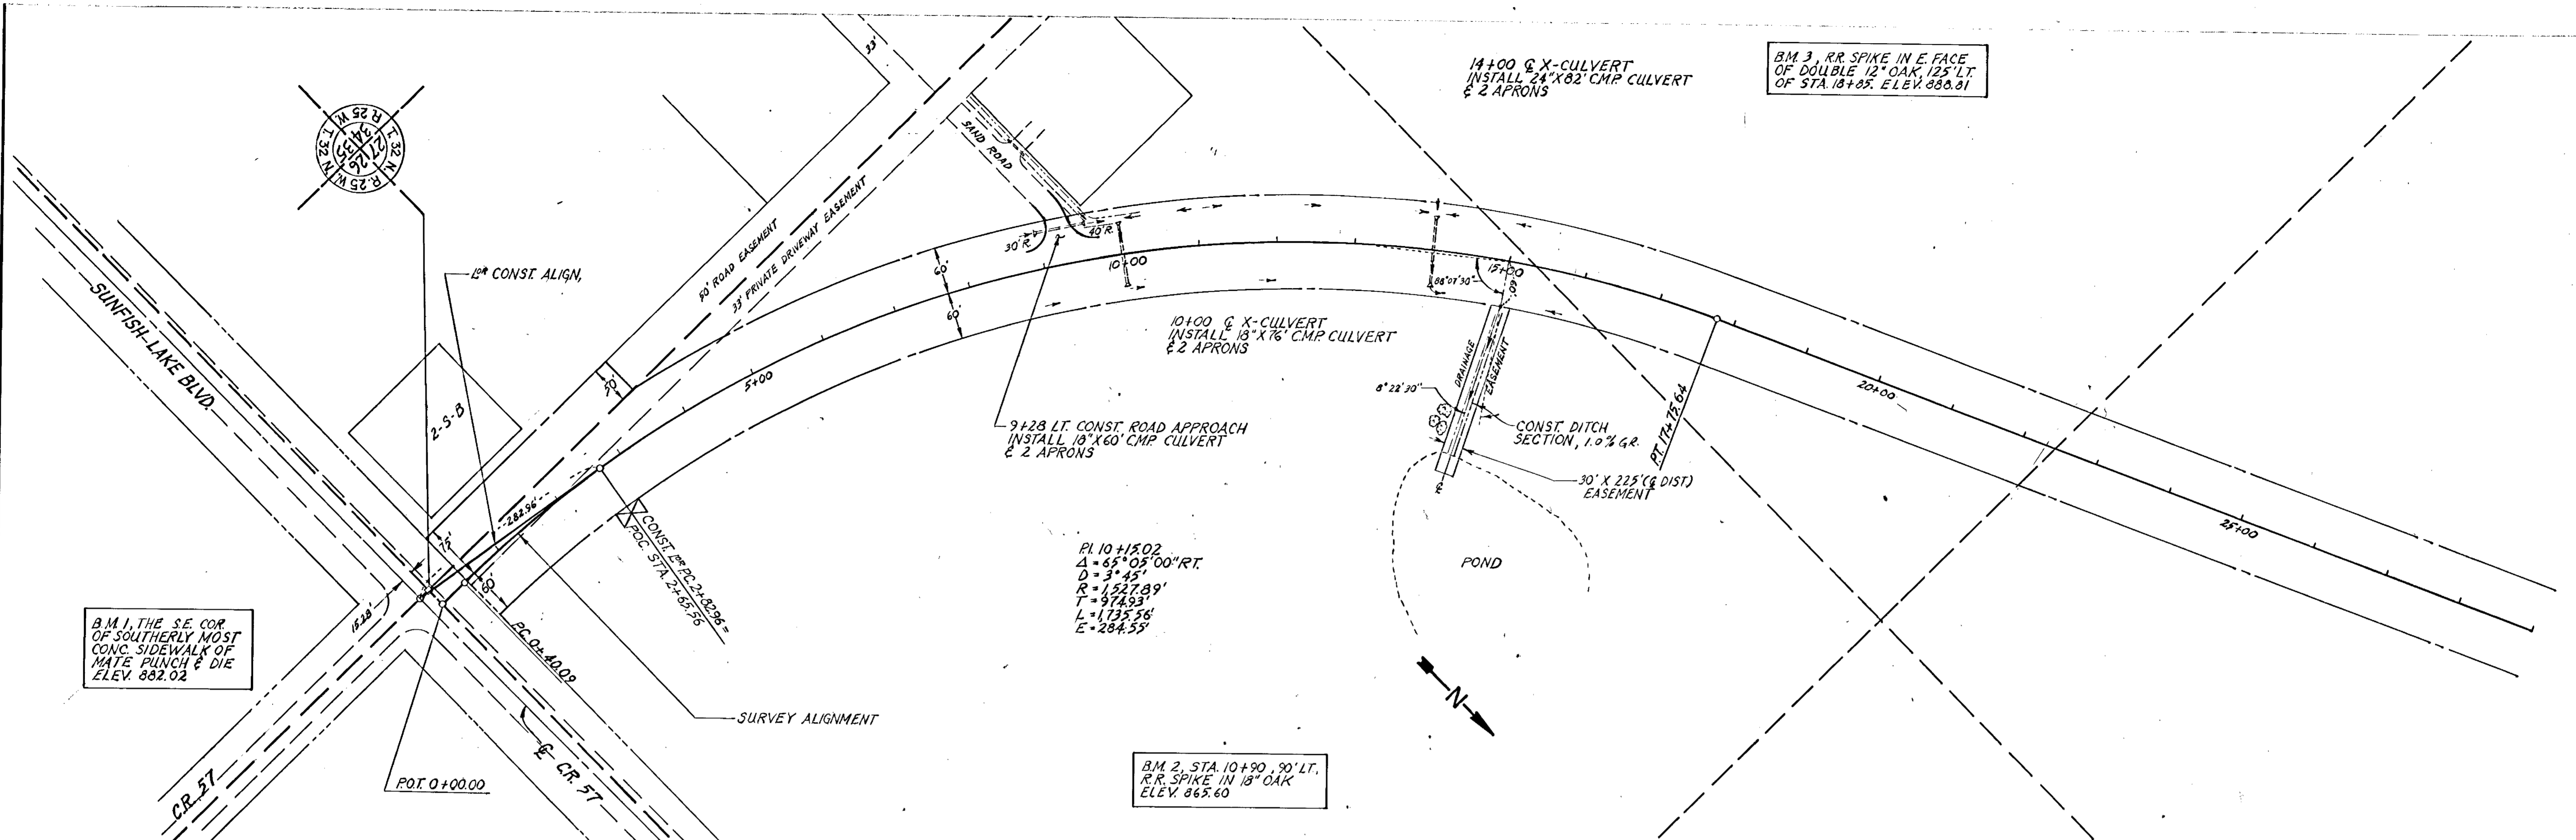 33'
14+00 ℄ X-CULVERT
INSTALL 24"X82' C.M.P. CULVERT
& 2 APRONS
B.M. 3, RR. SPIKE IN E. FACE
OF DOUBLE 12" OAK, 125' LT.
OF STA. 18+85. ELEV. 888.81
T. 32 N. R. 25 W.
T. 32 N. R. 25 W.
27 26
34 35
SAND ROAD
CONST. ALIGN,
50' ROAD EASEMENT
33' PRIVATE DRIVEWAY EASEMENT
30' R.
40' R.
60'
60'
10+00
15+00
88°07'30"
60'
SUNFISH LAKE BLVD.
2-S-B
50'
5+00
10+00 ℄ X-CULVERT
INSTALL 18"X76' C.M.P. CULVERT
& 2 APRONS
DRAINAGE
EASEMENT
8°22'30"
P.T. 17+75.64
20+00
25+00
9+28 LT. CONST. ROAD APPROACH
INSTALL 18"X60' CMP. CULVERT
& 2 APRONS
CONST. DITCH
SECTION, 1.0% GR.
30' X 225' (℄ DIST)
EASEMENT
282.96'
75'
60'
15.28'
CONST. P.C. 2+82.96 =
P.O.C. STA. 2+65.56
P.C. 0+40.09
P.I. 10+15.02
Δ = 65°05'00" RT.
D = 3°45'
R = 1,527.89'
T = 974.93'
L = 1,735.56'
E = 284.55'
POND
N
B.M. 1, THE S.E. COR.
OF SOUTHERLY MOST
CONC. SIDEWALK OF
MATE PUNCH & DIE
ELEV. 882.02
SURVEY ALIGNMENT
C.R. 57
P.O.T. 0+00.00
℄ C.R. 57
B.M. 2, STA. 10+90, 90' LT.,
R.R. SPIKE IN 18" OAK
ELEV. 865.60